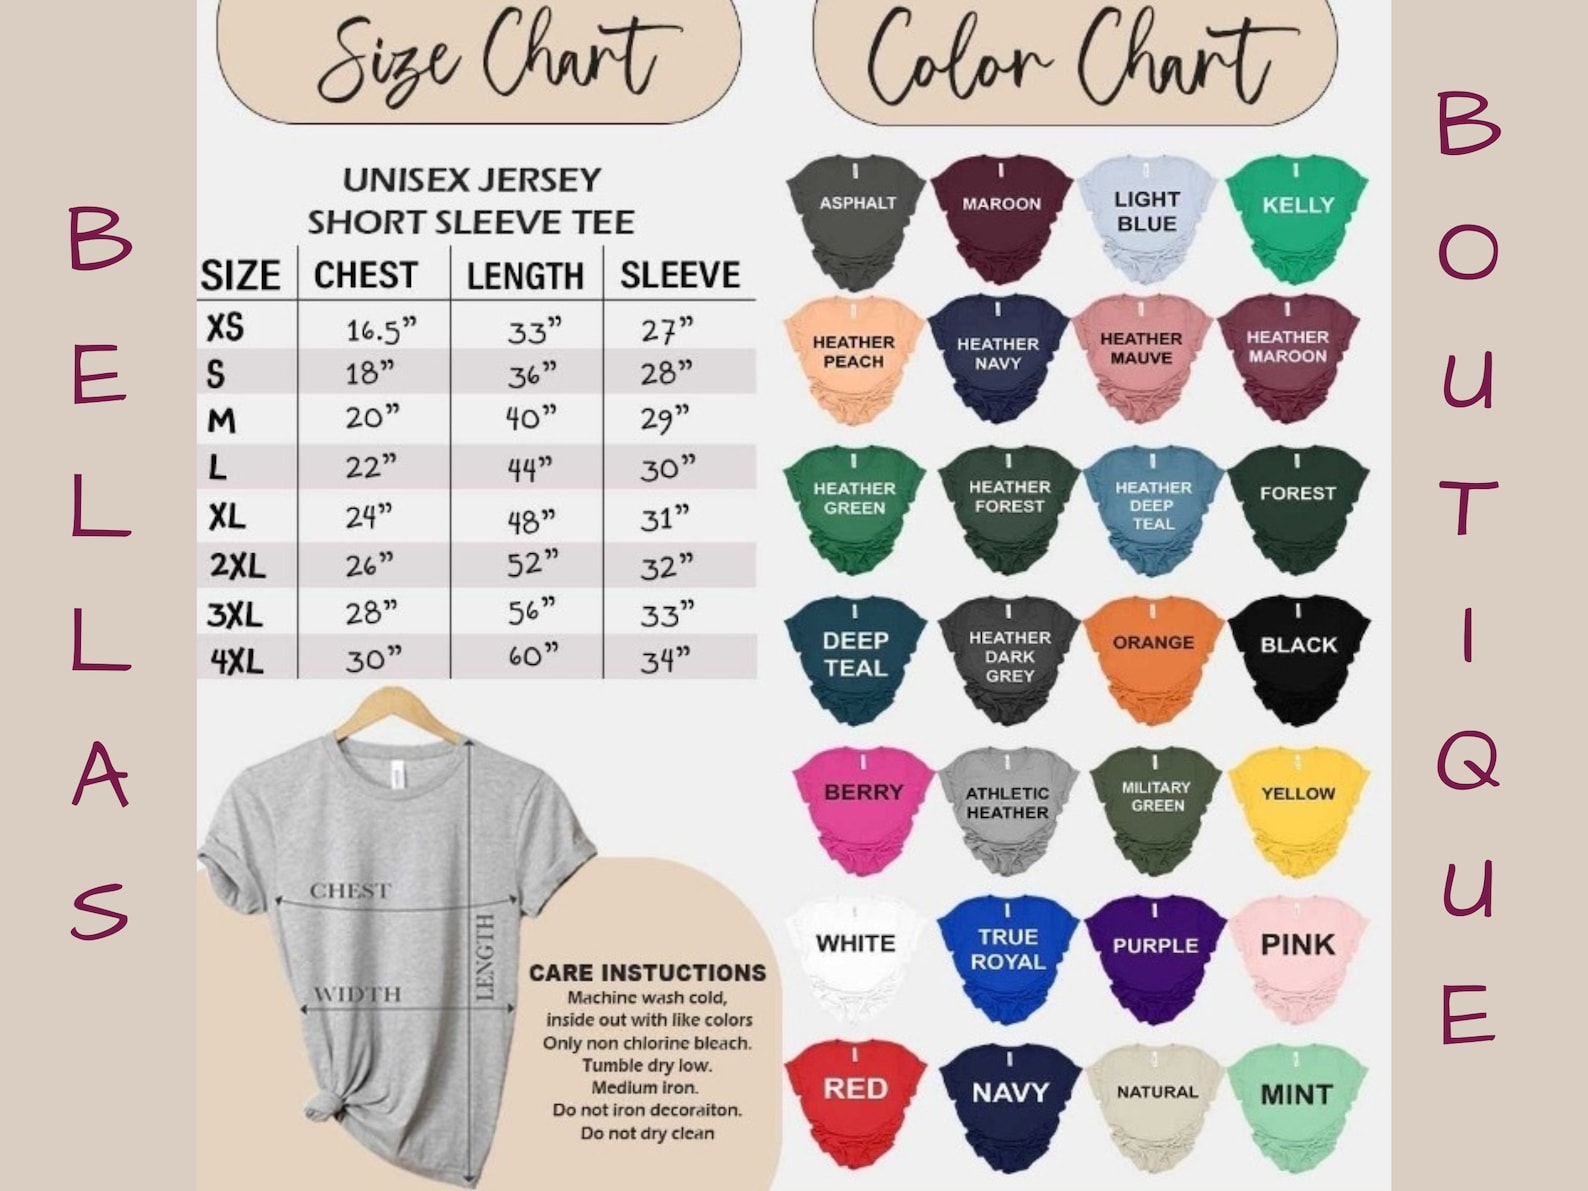 BELLAS
Size Chart
UNISEX JERSEY
SHORT SLEEVE TEE
SIZE CHEST LENGTH SLEEVE
XS 16.5” 33” 27”
S 18” 36” 28”
M 20” 40” 29”
L 22” 44” 30”
XL 24” 48” 31”
2XL 26” 52” 32”
3XL 28” 56” 33”
4XL 30” 60” 34”
CHEST
WIDTH
LENGTH
CARE INSTUCTIONS
Machine wash cold,
inside out with like colors
Only non chlorine bleach.
Tumble dry low.
Medium iron.
Do not iron decoraiton.
Do not dry clean
Color Chart
ASPHALT
MAROON
LIGHT
BLUE
KELLY
HEATHER
PEACH
HEATHER
NAVY
HEATHER
MAUVE
HEATHER
MAROON
HEATHER
GREEN
HEATHER
FOREST
HEATHER
DEEP
TEAL
FOREST
DEEP
TEAL
HEATHER
DARK
GREY
ORANGE
BLACK
BERRY
ATHLETIC
HEATHER
MILITARY
GREEN
YELLOW
WHITE
TRUE
ROYAL
PURPLE
PINK
RED
NAVY
NATURAL
MINT
BOUTIQUE